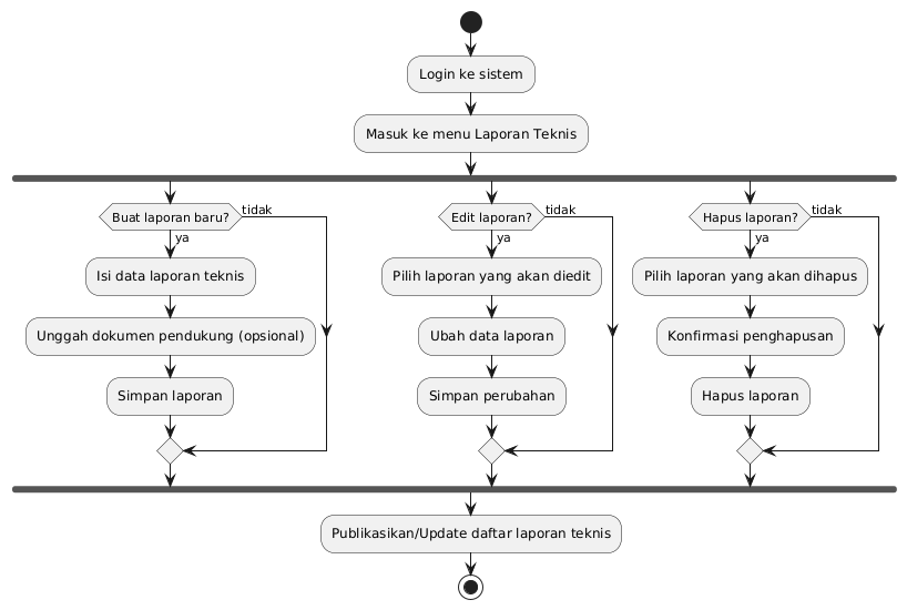 Login ke sistem
Masuk ke menu Laporan Teknis
Buat laporan baru?
tidak
ya
Isi data laporan teknis
Unggah dokumen pendukung (opsional)
Simpan laporan
Edit laporan?
tidak
ya
Pilih laporan yang akan diedit
Ubah data laporan
Simpan perubahan
Hapus laporan?
tidak
ya
Pilih laporan yang akan dihapus
Konfirmasi penghapusan
Hapus laporan
Publikasikan/Update daftar laporan teknis